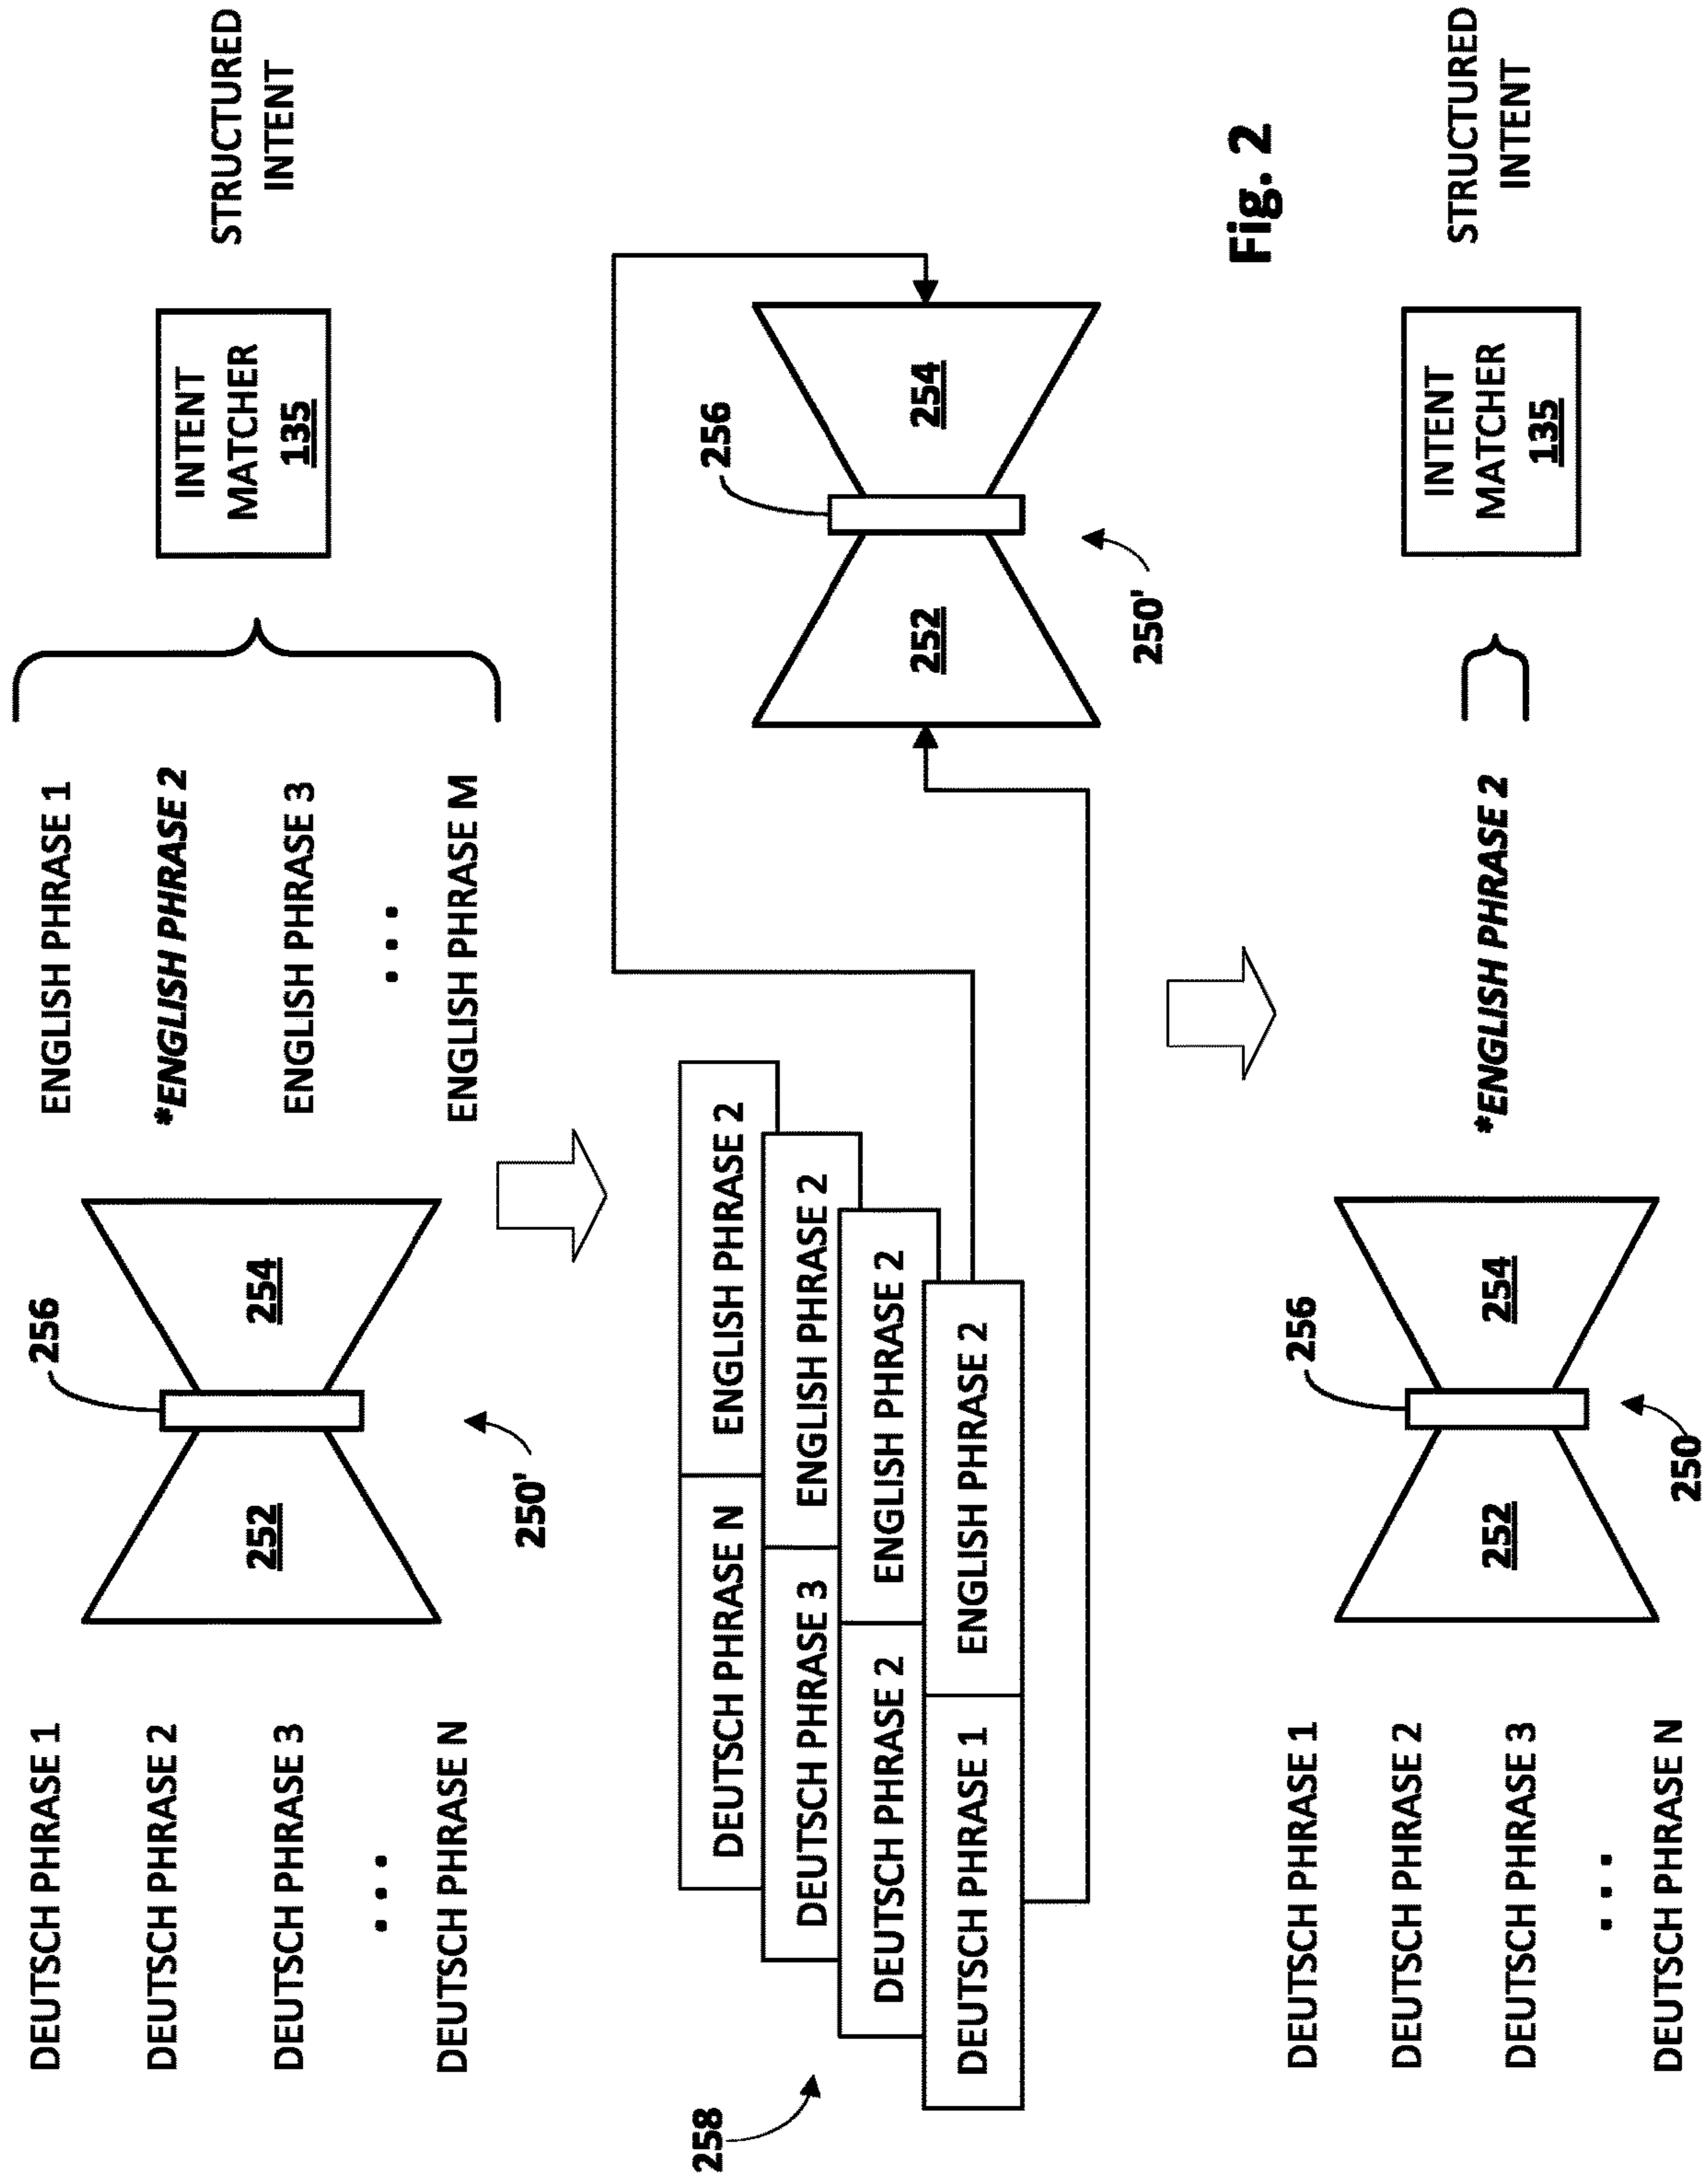 DEUTSCH PHRASE 1
DEUTSCH PHRASE 2
DEUTSCH PHRASE 3
...
DEUTSCH PHRASE N
256
252
254
250'
ENGLISH PHRASE 1
*ENGLISH PHRASE 2
ENGLISH PHRASE 3
...
ENGLISH PHRASE M
INTENT
MATCHER
135
STRUCTURED
INTENT
258
DEUTSCH PHRASE N
ENGLISH PHRASE 2
DEUTSCH PHRASE 3
ENGLISH PHRASE 2
DEUTSCH PHRASE 2
ENGLISH PHRASE 2
DEUTSCH PHRASE 1
ENGLISH PHRASE 2
256
252
254
250'
Fig. 2
DEUTSCH PHRASE 1
DEUTSCH PHRASE 2
DEUTSCH PHRASE 3
...
DEUTSCH PHRASE N
256
252
254
250
*ENGLISH PHRASE 2
INTENT
MATCHER
135
STRUCTURED
INTENT